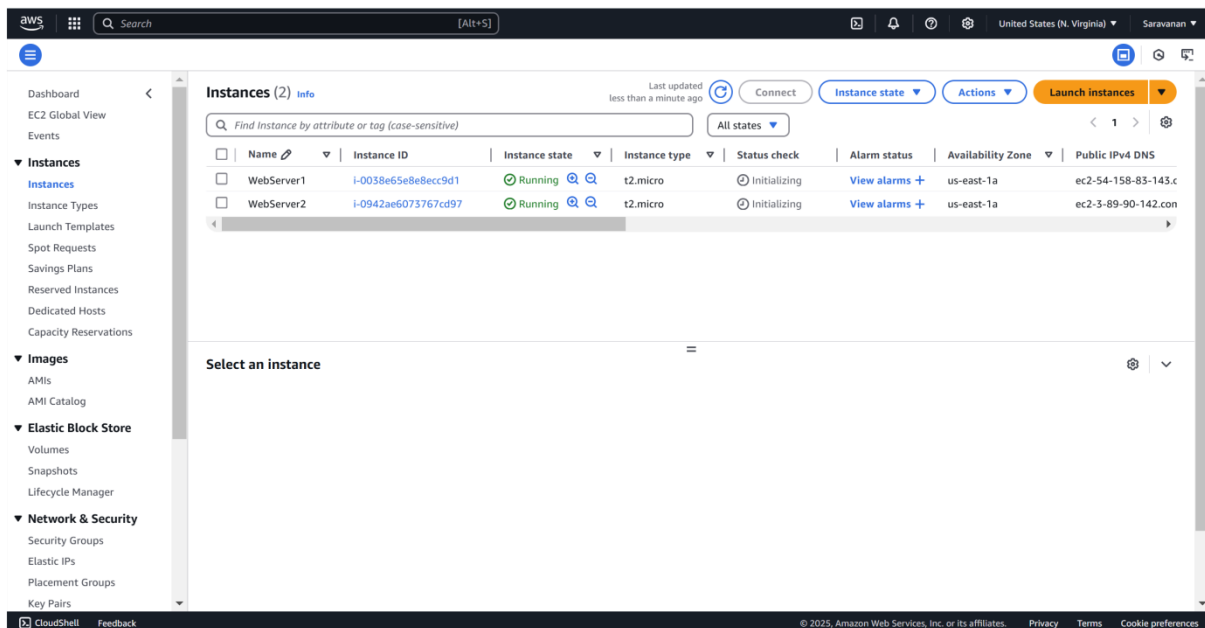 aws
Search [Alt+S]
United States (N. Virginia)
Saravanan
Dashboard
EC2 Global View
Events
Instances
Instances
Instance Types
Launch Templates
Spot Requests
Savings Plans
Reserved Instances
Dedicated Hosts
Capacity Reservations
Images
AMIs
AMI Catalog
Elastic Block Store
Volumes
Snapshots
Lifecycle Manager
Network & Security
Security Groups
Elastic IPs
Placement Groups
Key Pairs
Instances (2) Info
Last updated
less than a minute ago
Connect
Instance state
Actions
Launch instances
Find Instance by attribute or tag (case-sensitive)
All states
1
Name Instance ID Instance state Instance type Status check Alarm status Availability Zone Public IPv4 DNS
WebServer1 i-0038e65e8e8ecc9d1 Running t2.micro Initializing View alarms + us-east-1a ec2-54-158-83-143.c
WebServer2 i-0942ae6073767cd97 Running t2.micro Initializing View alarms + us-east-1a ec2-3-89-90-142.con
Select an instance
CloudShell Feedback © 2025, Amazon Web Services, Inc. or its affiliates. Privacy Terms Cookie preferences